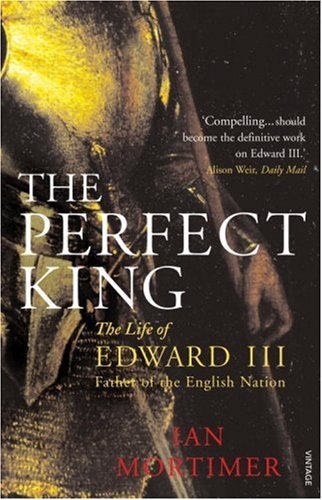 'Compelling...should
become the definitive work
on Edward III.'
Alison Weir, Daily Mail
THE
PERFECT
KING
The Life of
EDWARD III
Father of the English Nation
IAN
MORTIMER
VINTAGE